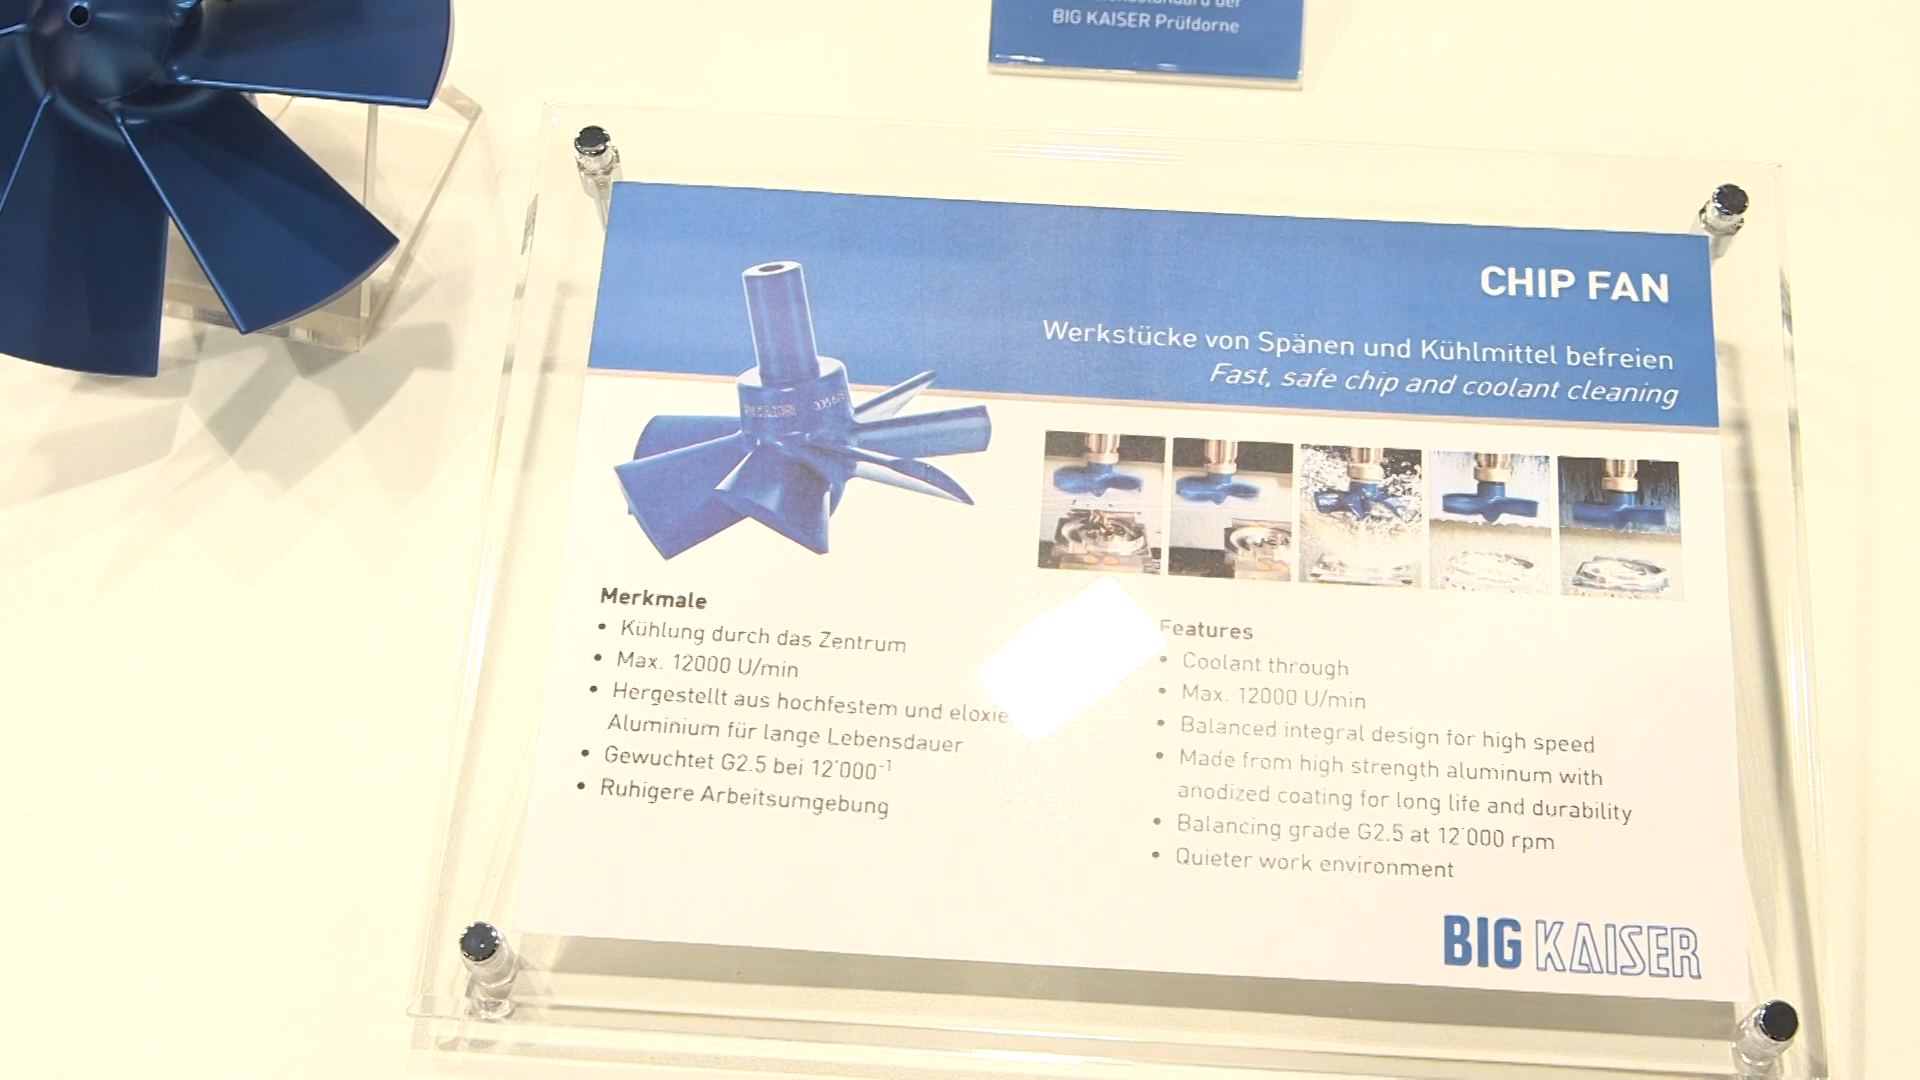 BIG KAISER Prüfdorne
CHIP FAN
Werkstücke von Spänen und Kühlmittel befreien
Fast, safe chip and coolant cleaning
Merkmale
• Kühlung durch das Zentrum
• Max. 12000 U/min
• Hergestellt aus hochfestem und
Aluminium für lange Lebensdauer
• Gewuchtet G2.5 bei 12'000⁻¹
• Ruhigere Arbeitsumgebung
Features
• Coolant through
• Max. 12000 U/min
• Balanced integral design for high speed
• Made from high strength aluminum with
anodized coating for long life and durability
• Balancing grade G2.5 at 12'000 rpm
• Quieter work environment
BIG KAISER